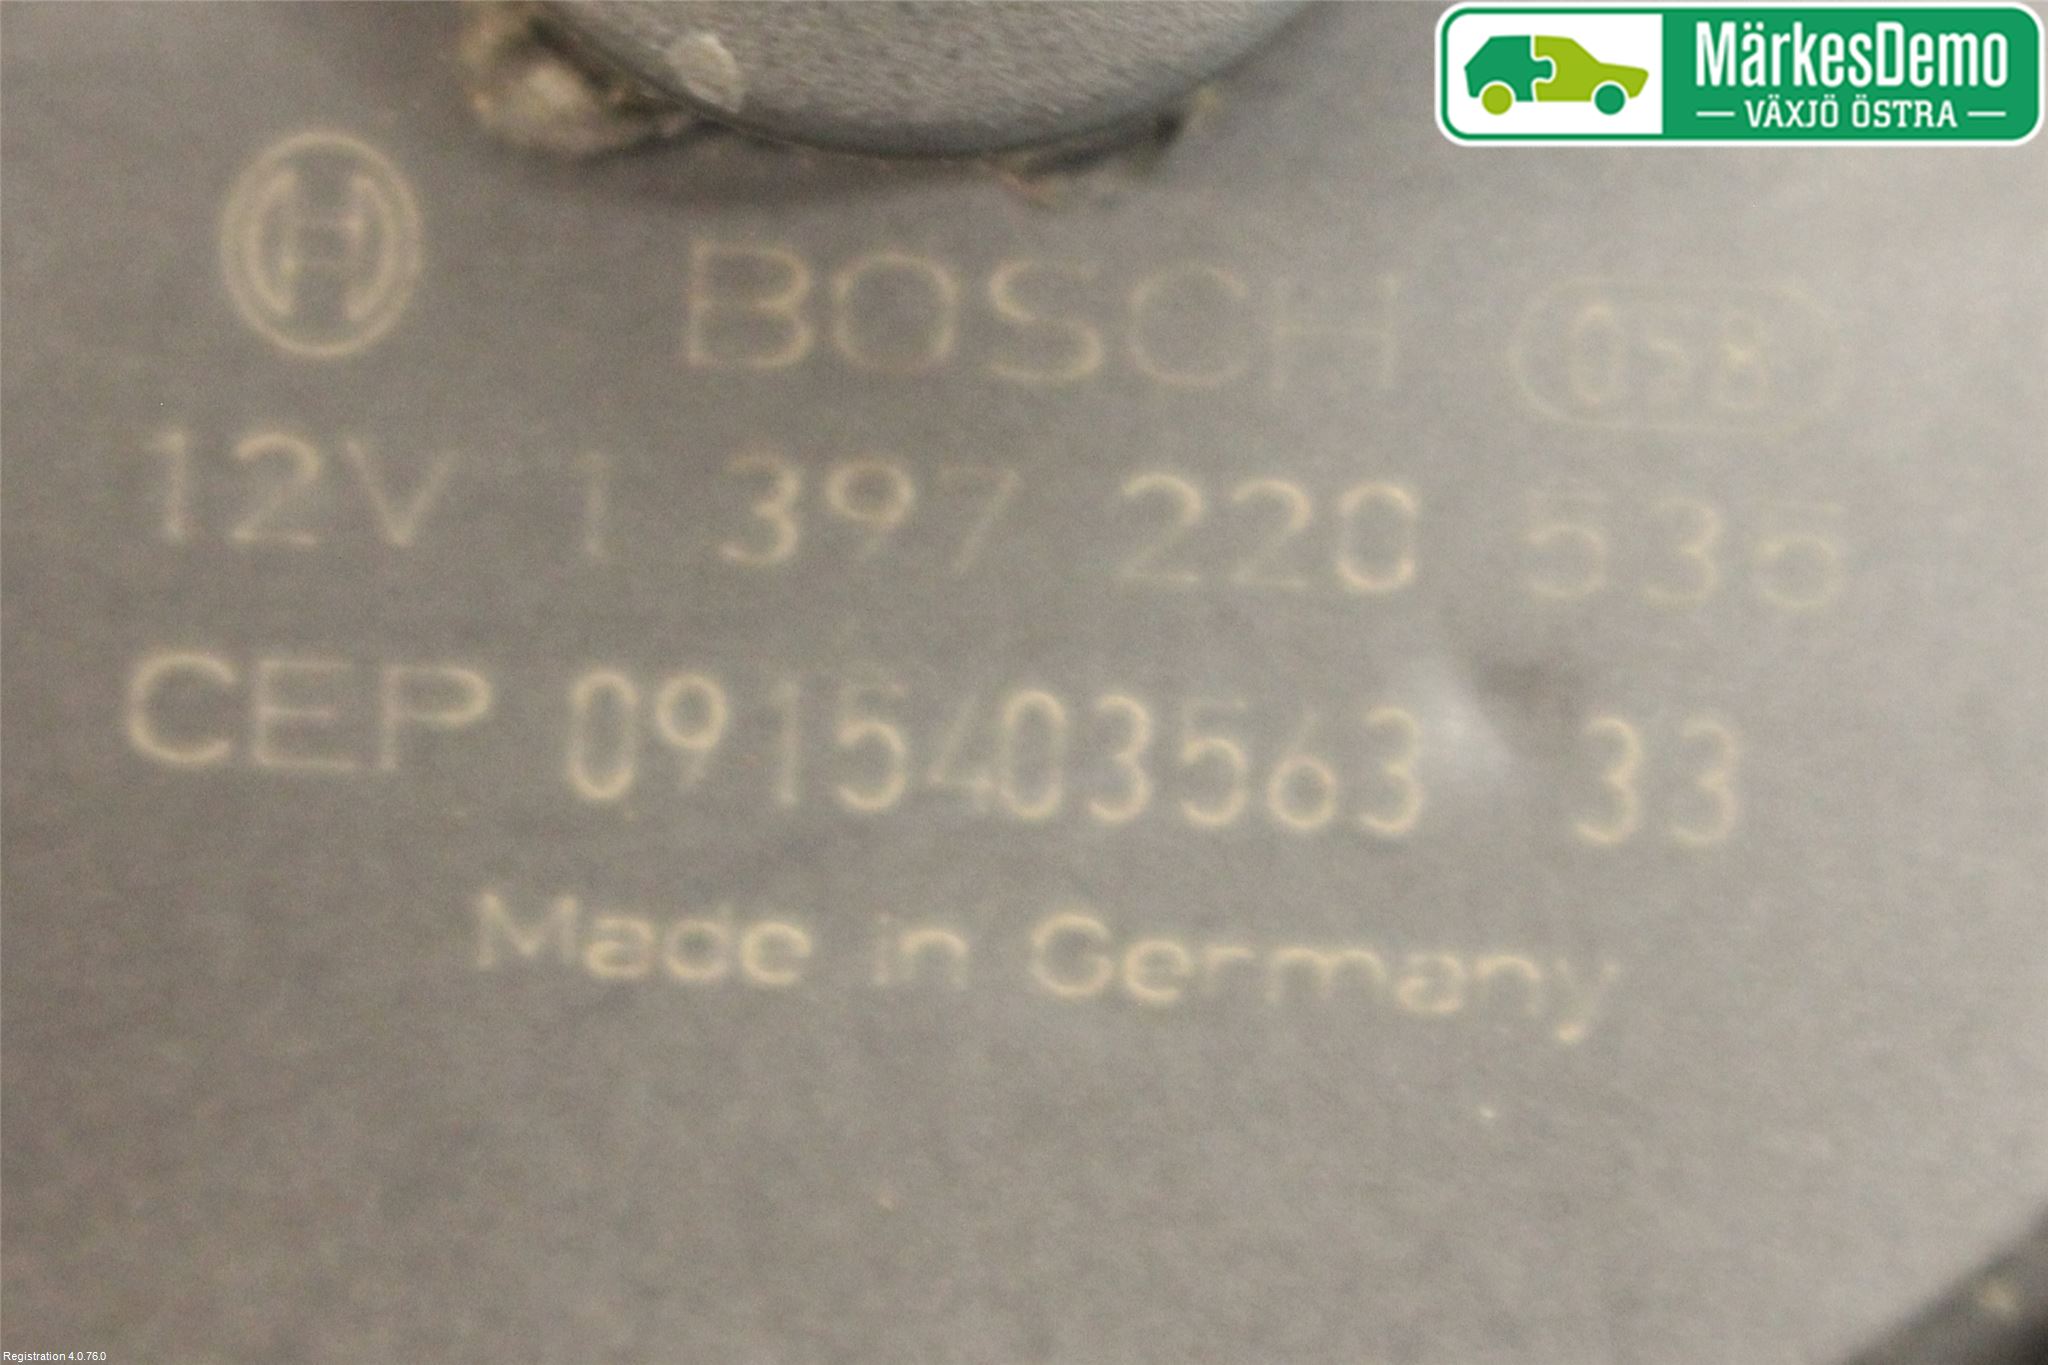 MärkesDemo
VÄXJÖ ÖSTRA
BOSCH
12V 1 397 220 535
CEP 0915403563 33
Made in Germany
Registration 4.0.76.0